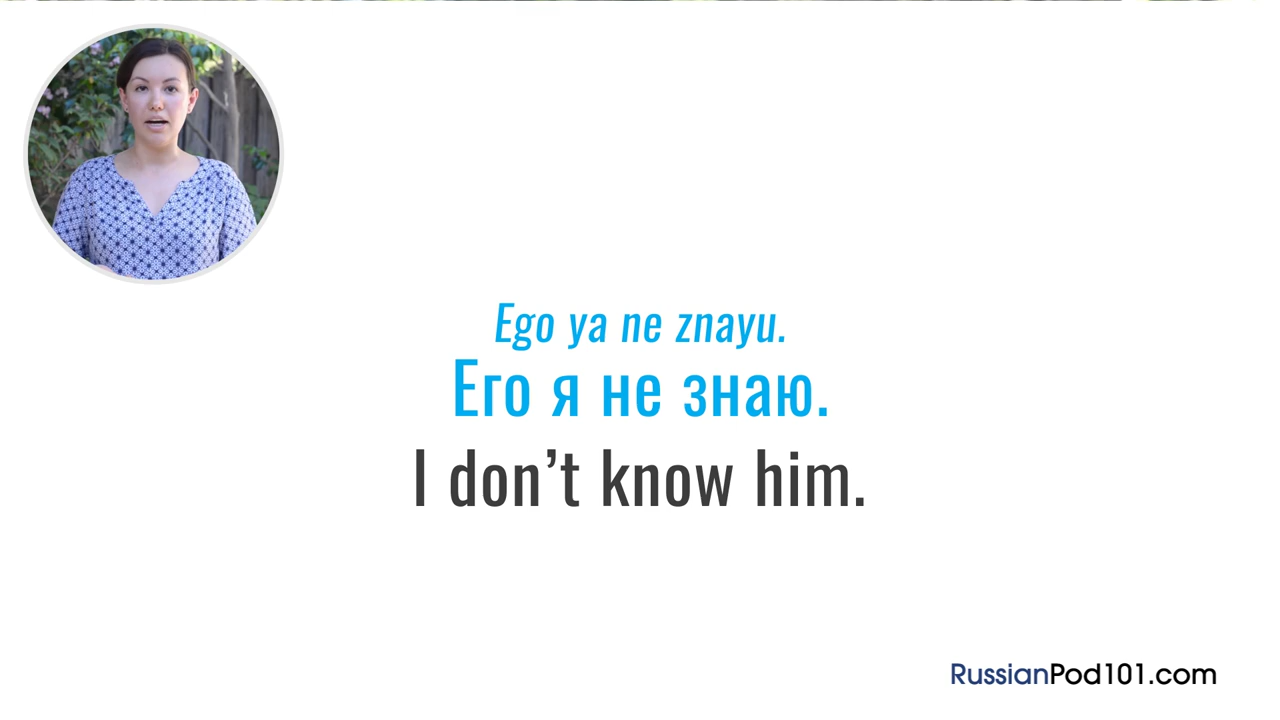 Ego ya ne znayu.
Его я не знаю.
I don’t know him.
RussianPod101.com